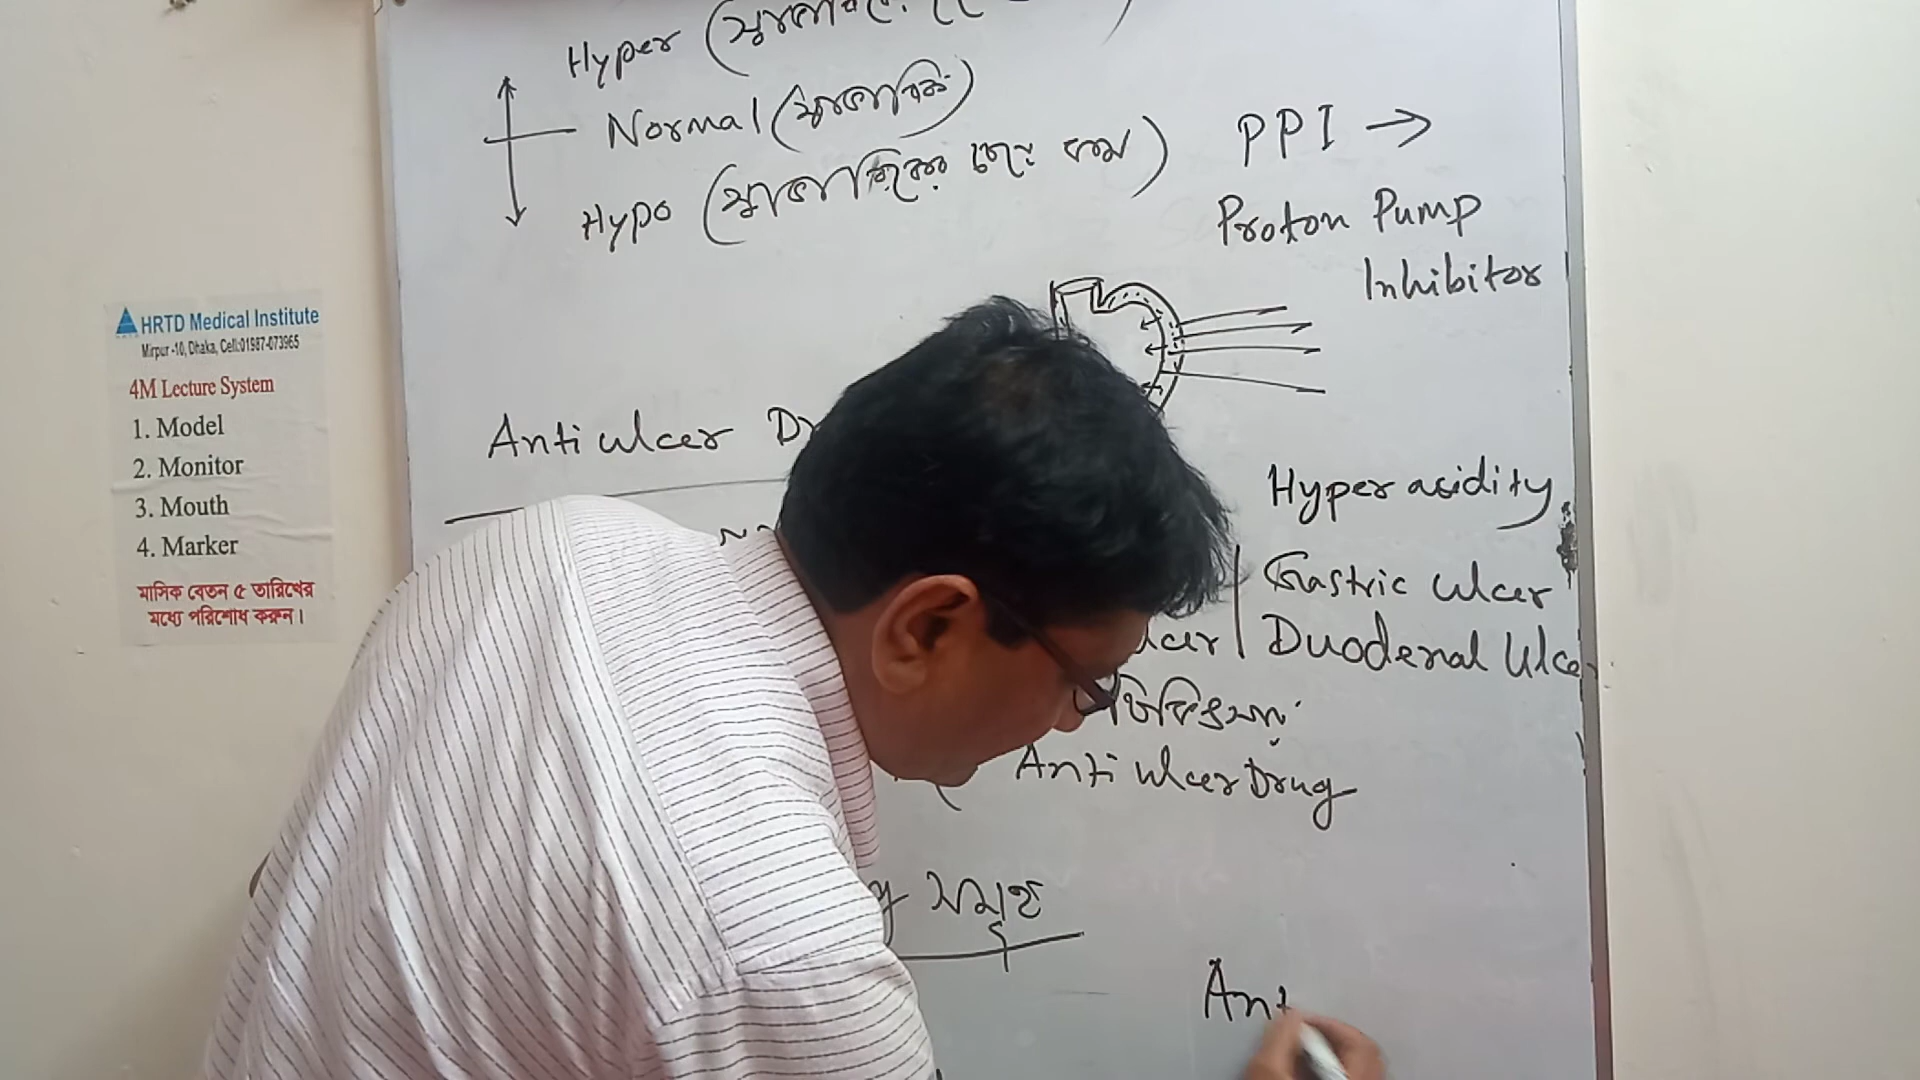 Hyper (
Normal (স্বাভাবিক)
Hypo (স্বাভাবিকের চেয়ে কম)
PPI →
Proton Pump
Inhibitor
HRTD Medical Institute
Mirpur -10, Dhaka, Cell:01987-073965
4M Lecture System
1. Model
2. Monitor
3. Mouth
4. Marker
মাসিক বেতন ৫ তারিখের
মধ্যে পরিশোধ করুন।
Anti ulcer
Hyper acidity
Gastric ulcer
Duodenal Ulcer
Anti ulcer Drug
সমূহ
Ant